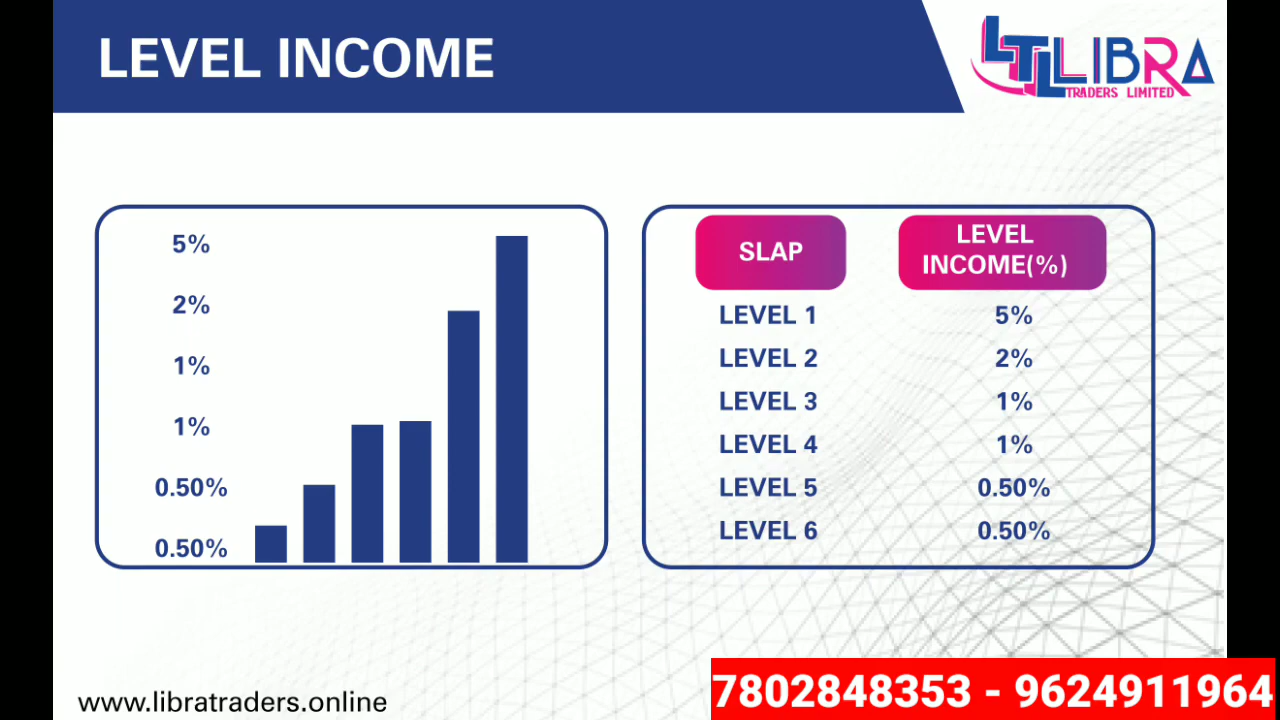 LEVEL INCOME
LTL LIBRA
TRADERS LIMITED
5%
2%
1%
1%
0.50%
0.50%
SLAP
LEVEL
INCOME(%)
LEVEL 1 5%
LEVEL 2 2%
LEVEL 3 1%
LEVEL 4 1%
LEVEL 5 0.50%
LEVEL 6 0.50%
www.libratraders.online
7802848353 - 9624911964